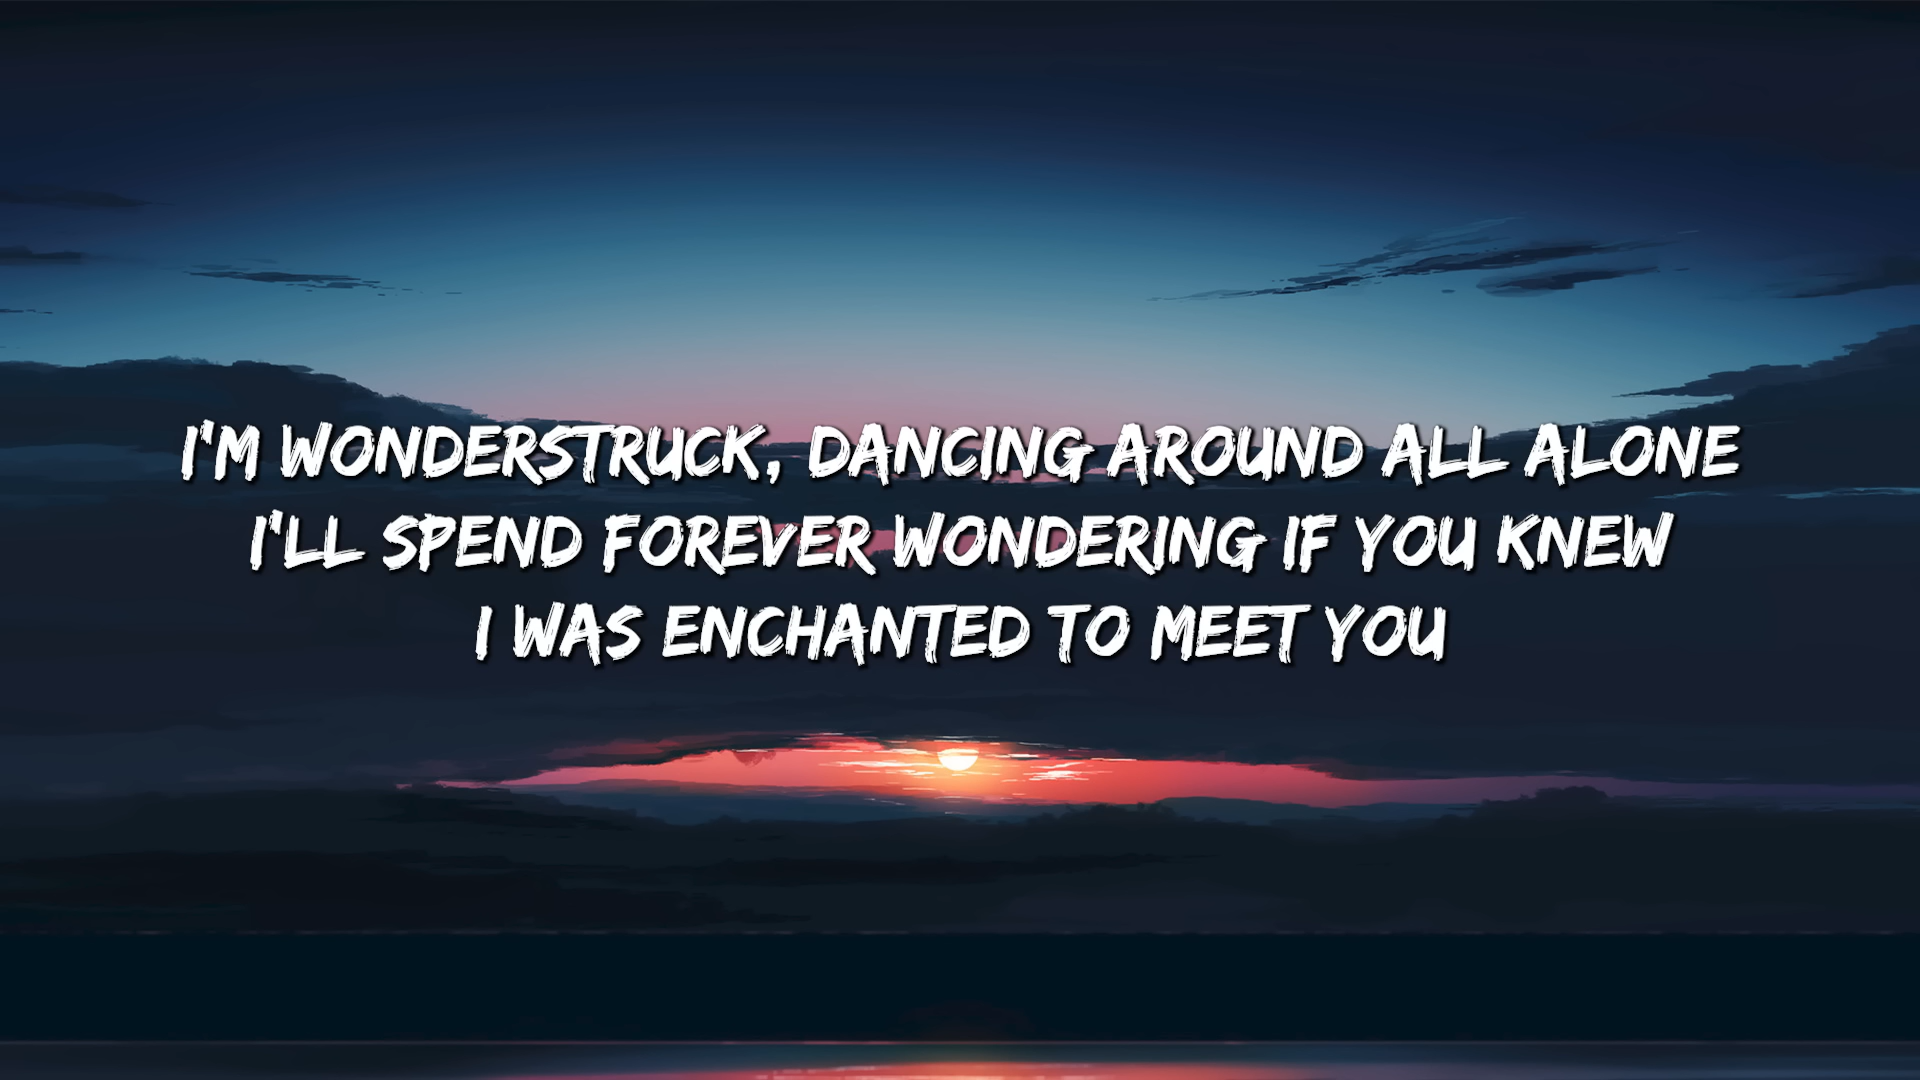 I'M WONDERSTRUCK, DANCING AROUND ALL ALONE
I'LL SPEND FOREVER WONDERING IF YOU KNEW
I WAS ENCHANTED TO MEET YOU